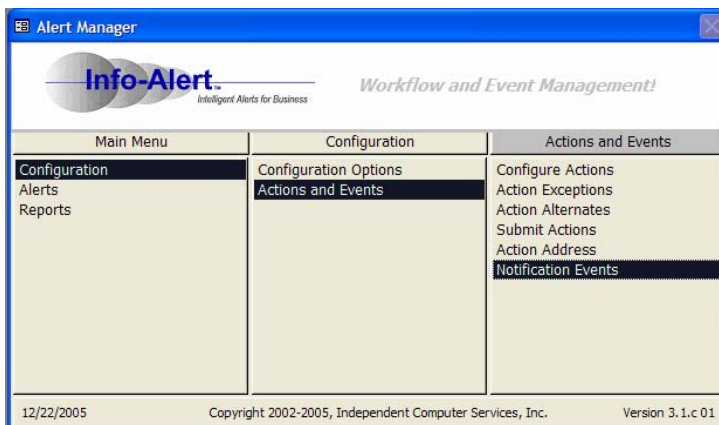 Alert Manager
Info-Alert™
Intelligent Alerts for Business
Workflow and Event Management!
Main Menu
Configuration
Actions and Events
Configuration
Alerts
Reports
Configuration Options
Actions and Events
Configure Actions
Action Exceptions
Action Alternates
Submit Actions
Action Address
Notification Events
12/22/2005
Copyright 2002-2005, Independent Computer Services, Inc.
Version 3.1.c 01